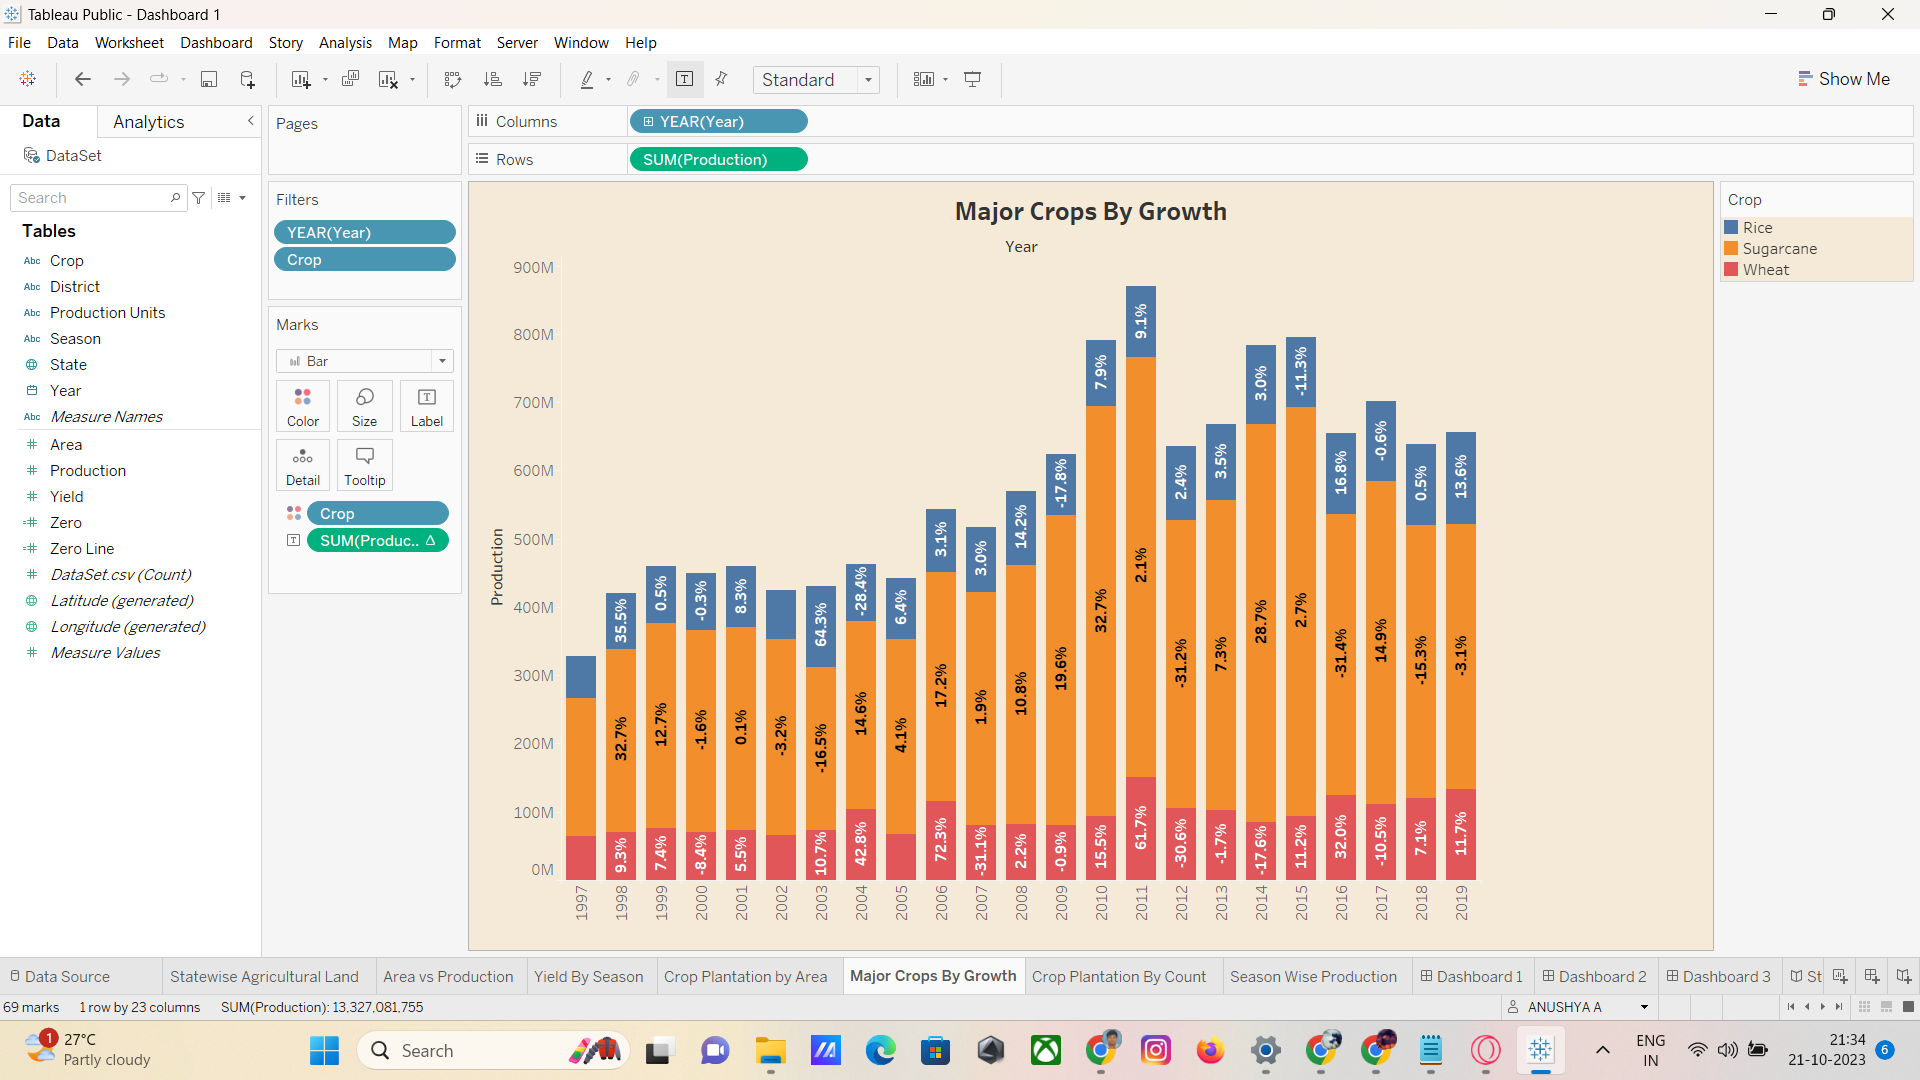 Tableau Public - Dashboard 1
File Data Worksheet Dashboard Story Analysis Map Format Server Window Help
Standard
Show Me
Data
Analytics
DataSet
Search
Tables
Abc Crop
Abc District
Abc Production Units
Abc Season
State
Year
Abc Measure Names
Area
Production
Yield
Zero
Zero Line
DataSet.csv (Count)
Latitude (generated)
Longitude (generated)
Measure Values
Pages
Filters
YEAR(Year)
Crop
Marks
Bar
Color Size Label
Detail Tooltip
Crop
SUM(Produc.. Δ
Columns YEAR(Year)
Rows SUM(Production)
Major Crops By Growth
Year
Production
900M
800M
700M
600M
500M
400M
300M
200M
100M
0M
35.5% 0.5% -0.3% 8.3% 64.3% -28.4% 6.4% 3.1% 3.0% 14.2% -17.8% 7.9% 9.1% 2.4% 3.5% 3.0% -11.3% 16.8% -0.6% 0.5% 13.6%
32.7% 12.7% -1.6% 0.1% -3.2% -16.5% 14.6% 4.1% 17.2% 1.9% 10.8% 19.6% 32.7% 2.1% -31.2% 7.3% 28.7% 2.7% -31.4% 14.9% -15.3% -3.1%
9.3% 7.4% -8.4% 5.5% 10.7% 42.8% 72.3% -31.1% 2.2% -0.9% 15.5% 61.7% -30.6% -1.7% -17.6% 11.2% 32.0% -10.5% 7.1% 11.7%
1997 1998 1999 2000 2001 2002 2003 2004 2005 2006 2007 2008 2009 2010 2011 2012 2013 2014 2015 2016 2017 2018 2019
Crop
Rice
Sugarcane
Wheat
Data Source Statewise Agricultural Land Area vs Production Yield By Season Crop Plantation by Area Major Crops By Growth Crop Plantation By Count Season Wise Production Dashboard 1 Dashboard 2 Dashboard 3 St
69 marks 1 row by 23 columns SUM(Production): 13,327,081,755
ANUSHYA A
1
27°C
Partly cloudy
Search
ENG
IN
21:34
21-10-2023
6